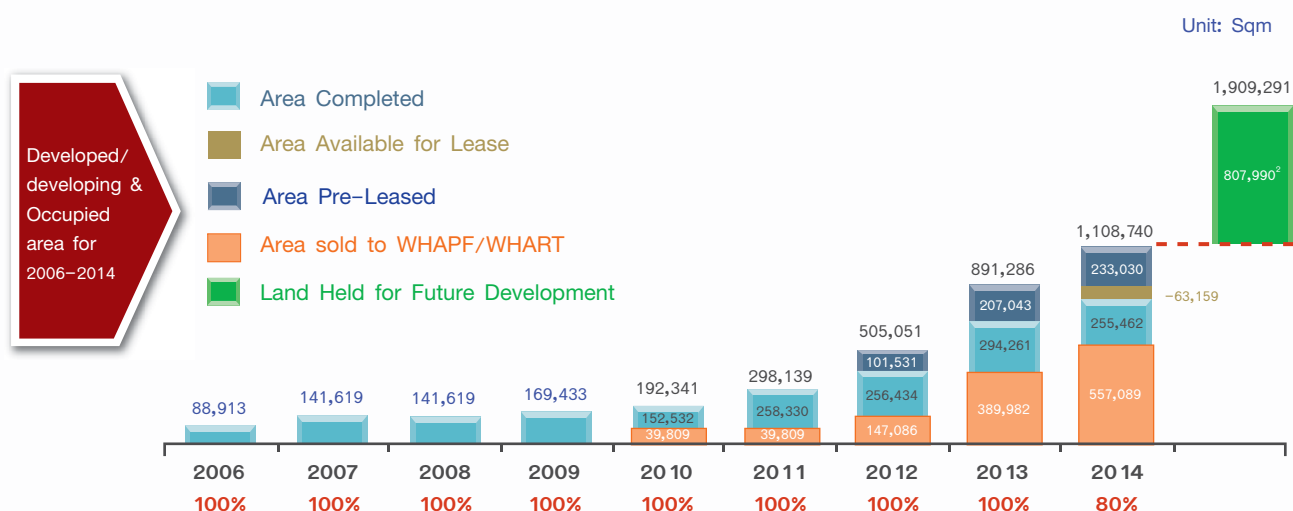 Unit: Sqm
Developed/
developing &
Occupied
area for
2006-2014
Area Completed
Area Available for Lease
Area Pre-Leased
Area sold to WHAPF/WHART
Land Held for Future Development
88,913
141,619
141,619
169,433
192,341
152,532
39,809
298,139
258,330
39,809
505,051
101,531
256,434
147,086
891,286
207,043
294,261
389,982
1,108,740
233,030
-63,159
255,462
557,089
1,909,291
807,990²
2006 2007 2008 2009 2010 2011 2012 2013 2014
100% 100% 100% 100% 100% 100% 100% 100% 80%